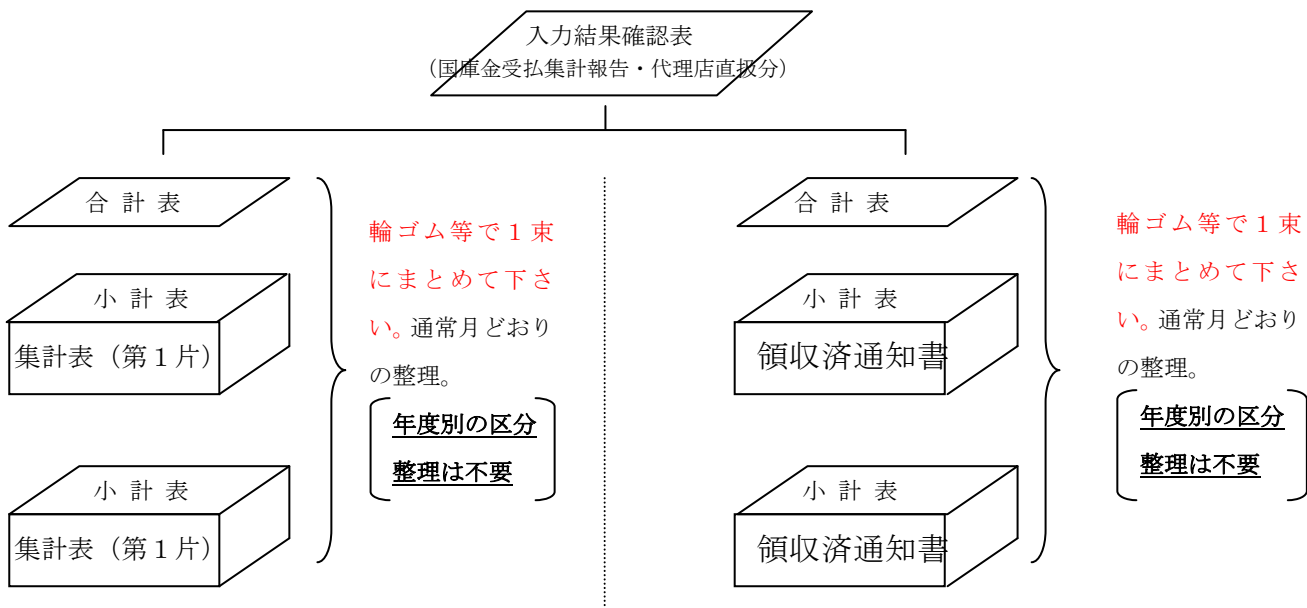 入力結果確認表
（国庫金受払集計報告・代理店直扱分）
合 計 表
小 計 表
集計表（第１片）
小 計 表
集計表（第１片）
輪ゴム等で１束
にまとめて下さ
い。通常月どおり
の整理。
年度別の区分
整理は不要
合 計 表
小 計 表
領収済通知書
小 計 表
領収済通知書
輪ゴム等で１束
にまとめて下さ
い。通常月どおり
の整理。
年度別の区分
整理は不要